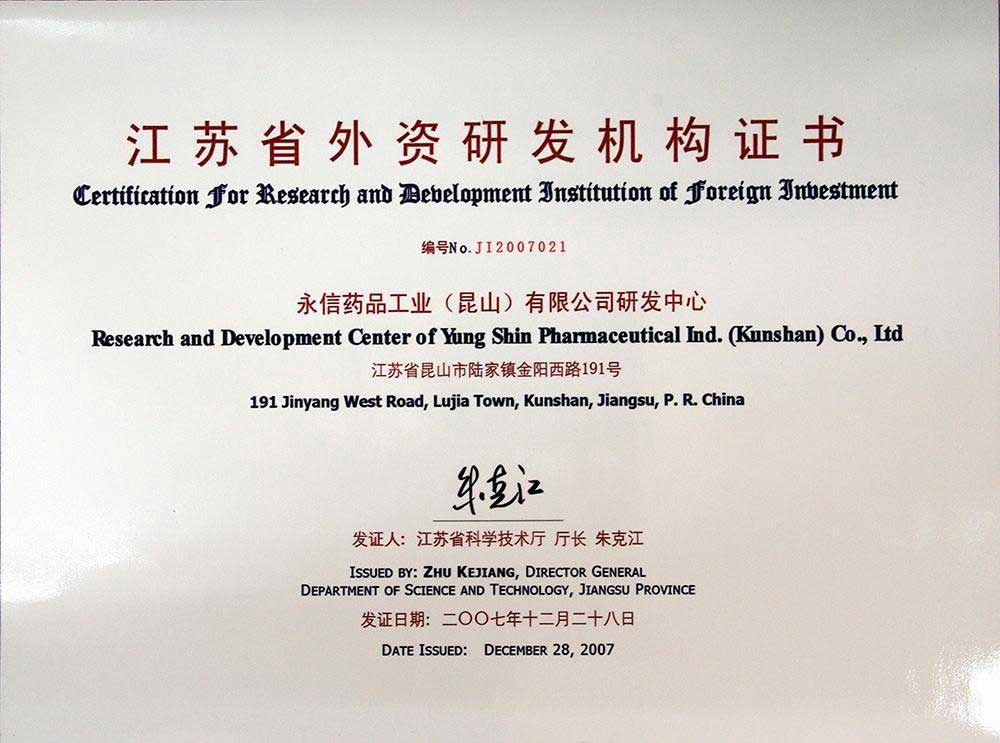 江苏省外资研发机构证书
Certification For Research and Development Institution of Foreign Investment
编号No.JI2007021
永信药品工业（昆山）有限公司研发中心
Research and Development Center of Yung Shin Pharmaceutical Ind. (Kunshan) Co., Ltd
江苏省昆山市陆家镇金阳西路191号
191 Jinyang West Road, Lujia Town, Kunshan, Jiangsu, P. R. China
朱克江
发证人：江苏省科学技术厅 厅长 朱克江
ISSUED BY: ZHU KEJIANG, DIRECTOR GENERAL
DEPARTMENT OF SCIENCE AND TECHNOLOGY, JIANGSU PROVINCE
发证日期：二〇〇七年十二月二十八日
DATE ISSUED: DECEMBER 28, 2007